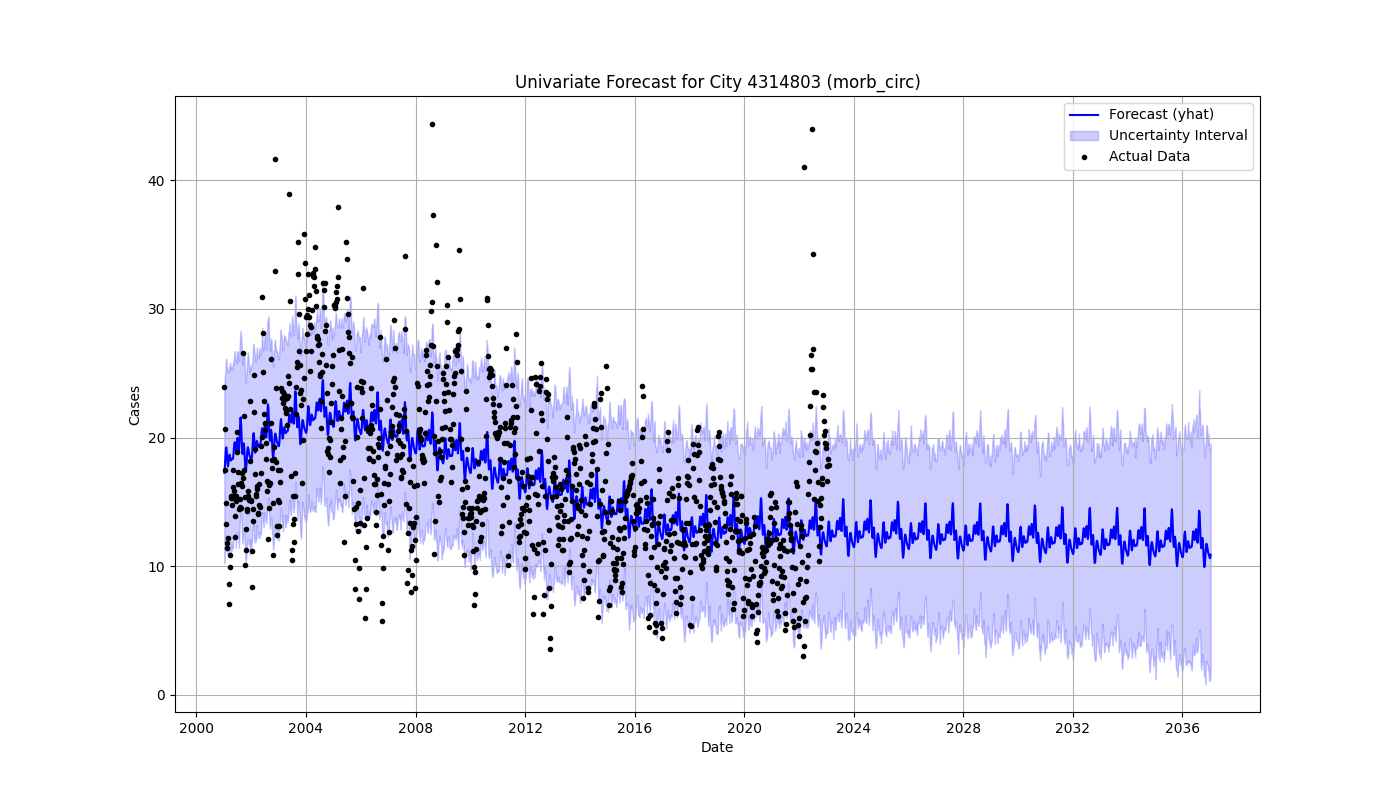 Univariate Forecast for City 4314803 (morb_circ)
Forecast (yhat)
Uncertainty Interval
Actual Data
Cases
40
30
20
10
0
2000 2004 2008 2012 2016 2020 2024 2028 2032 2036
Date